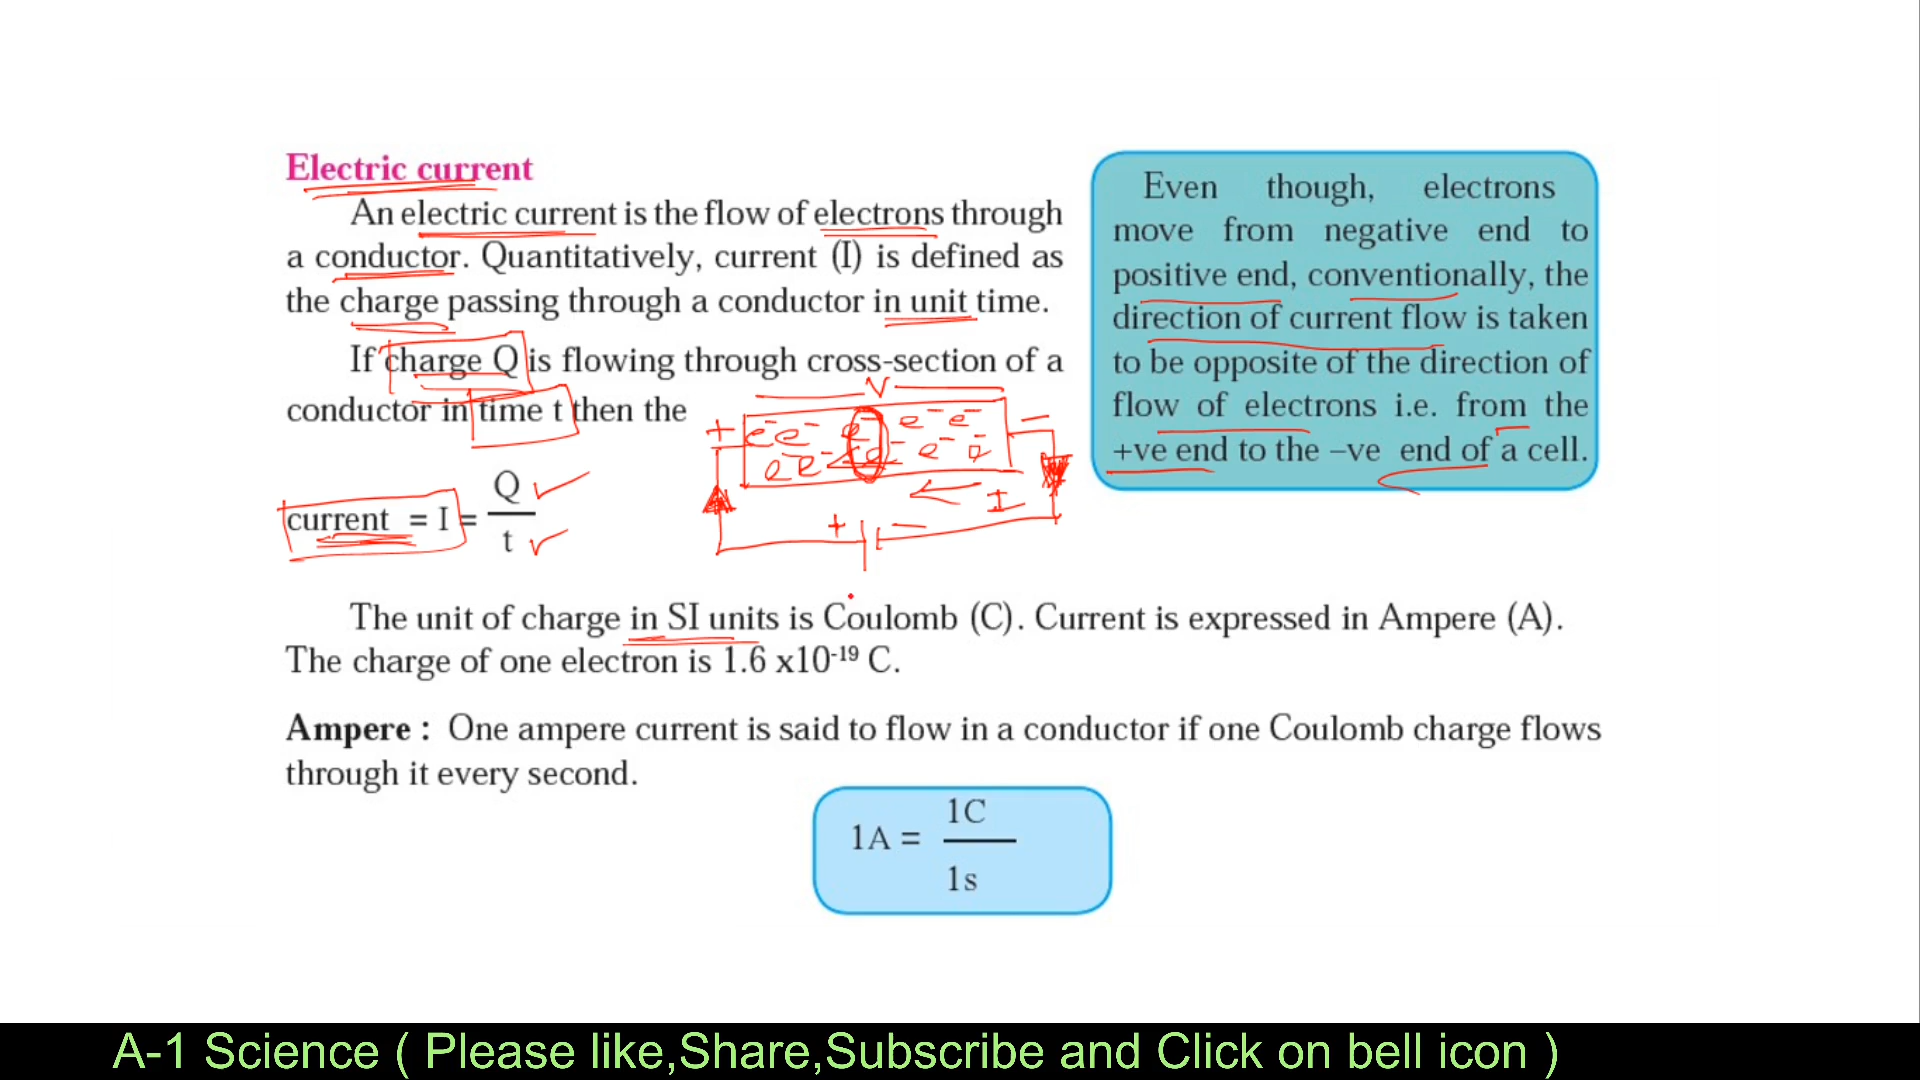 Electric current
An electric current is the flow of electrons through
a conductor. Quantitatively, current (I) is defined as
the charge passing through a conductor in unit time.
If charge Q is flowing through cross-section of a
conductor in time t then the
current = I = Q
t
V
+ e⁻ e⁻ e⁻ e⁻ e⁻ −
e⁻ e⁻ e⁻ e⁻ e⁻
I
+ −
Even though, electrons
move from negative end to
positive end, conventionally, the
direction of current flow is taken
to be opposite of the direction of
flow of electrons i.e. from the
+ve end to the –ve end of a cell.
The unit of charge in SI units is Coulomb (C). Current is expressed in Ampere (A).
The charge of one electron is 1.6 x10⁻¹⁹ C.
Ampere : One ampere current is said to flow in a conductor if one Coulomb charge flows
through it every second.
1A = 1C
1s
A-1 Science ( Please like,Share,Subscribe and Click on bell icon )